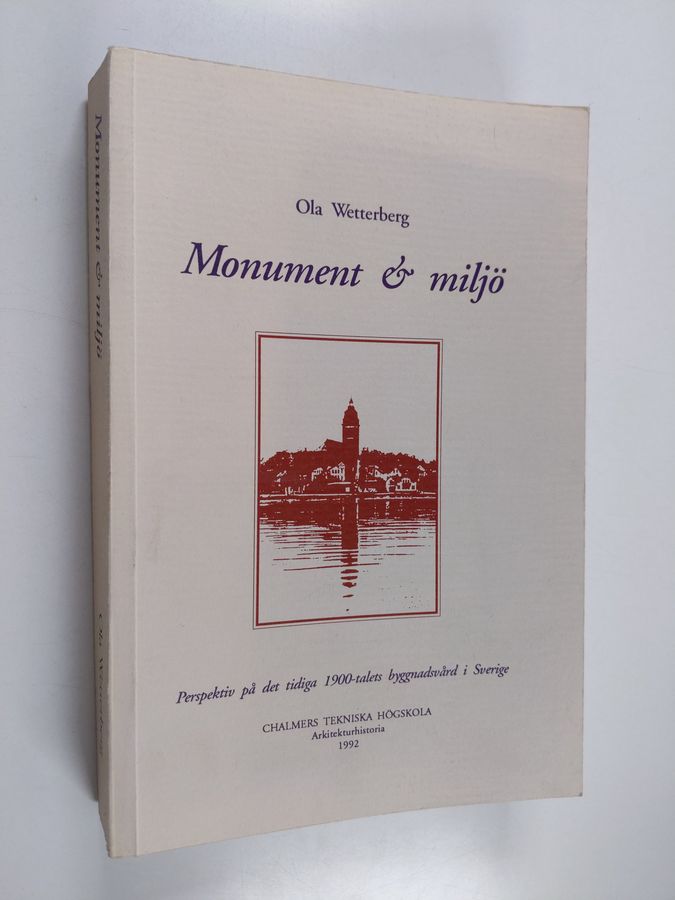 Ola Wetterberg
Monument & miljö
Perspektiv på det tidiga 1900-talets byggnadsvård i Sverige
CHALMERS TEKNISKA HÖGSKOLA
Arkitekturhistoria
1992
Monument & miljö
Ola Wetterberg